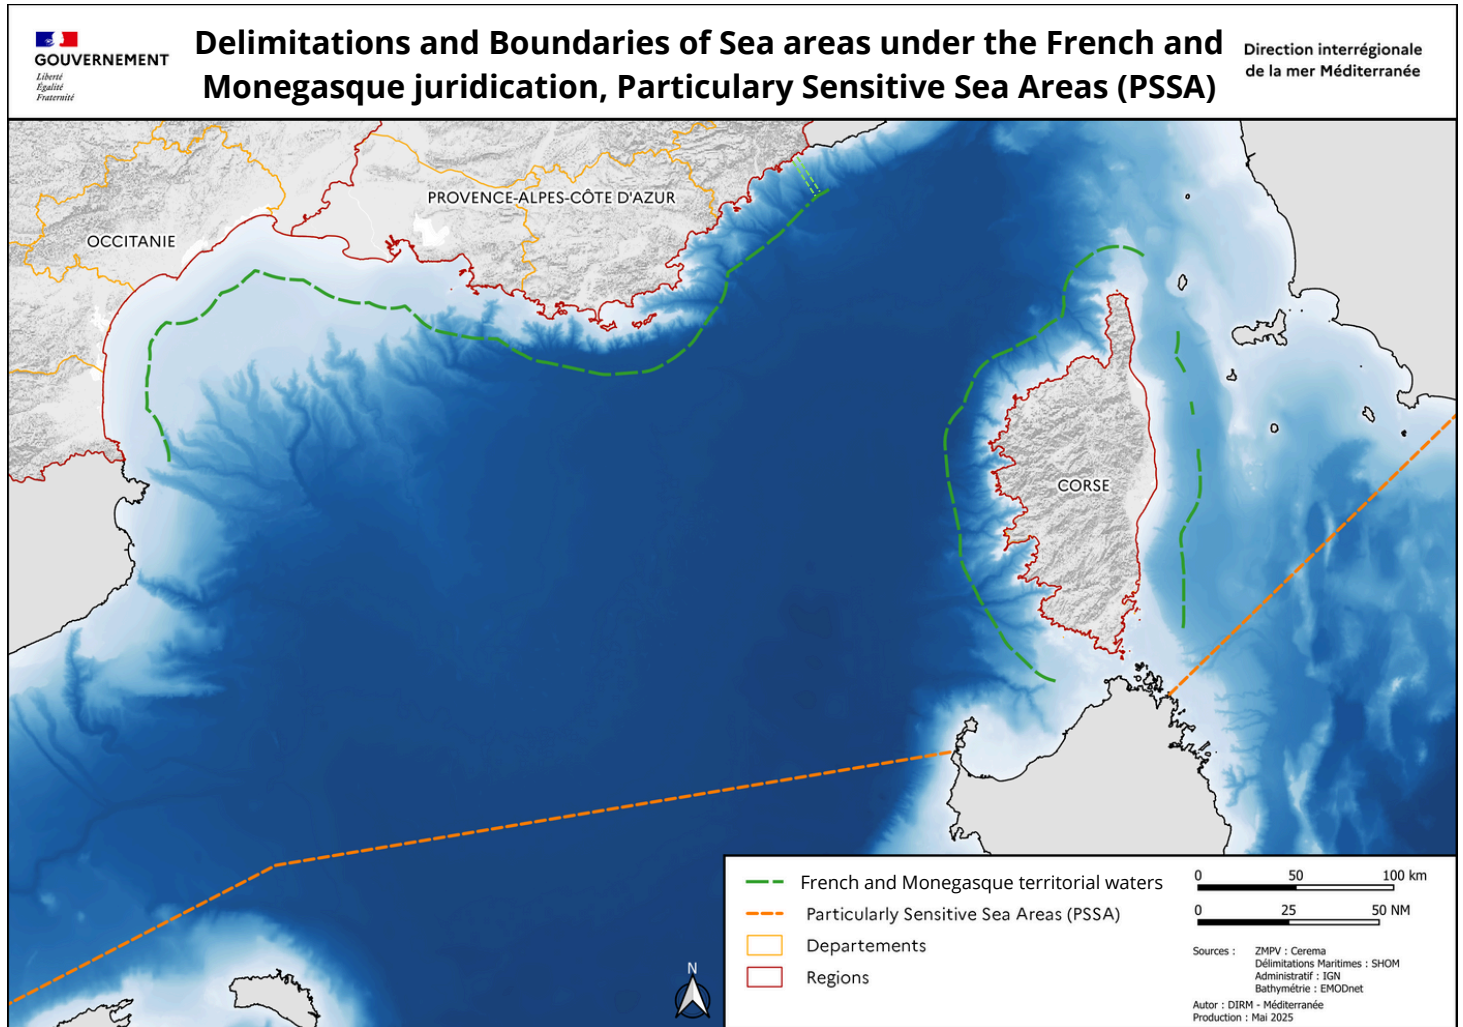 GOUVERNEMENT
Liberté
Égalité
Fraternité
Delimitations and Boundaries of Sea areas under the French and
Monegasque juridication, Particulary Sensitive Sea Areas (PSSA)
Direction interrégionale
de la mer Méditerranée
PROVENCE-ALPES-CÔTE D'AZUR
OCCITANIE
CORSE
N
French and Monegasque territorial waters
Particularly Sensitive Sea Areas (PSSA)
Departements
Regions
0 50 100 km
0 25 50 NM
Sources : ZMPV : Cerema
Délimitations Maritimes : SHOM
Administratif : IGN
Bathymétrie : EMODnet
Autor : DIRM - Méditerranée
Production : Mai 2025